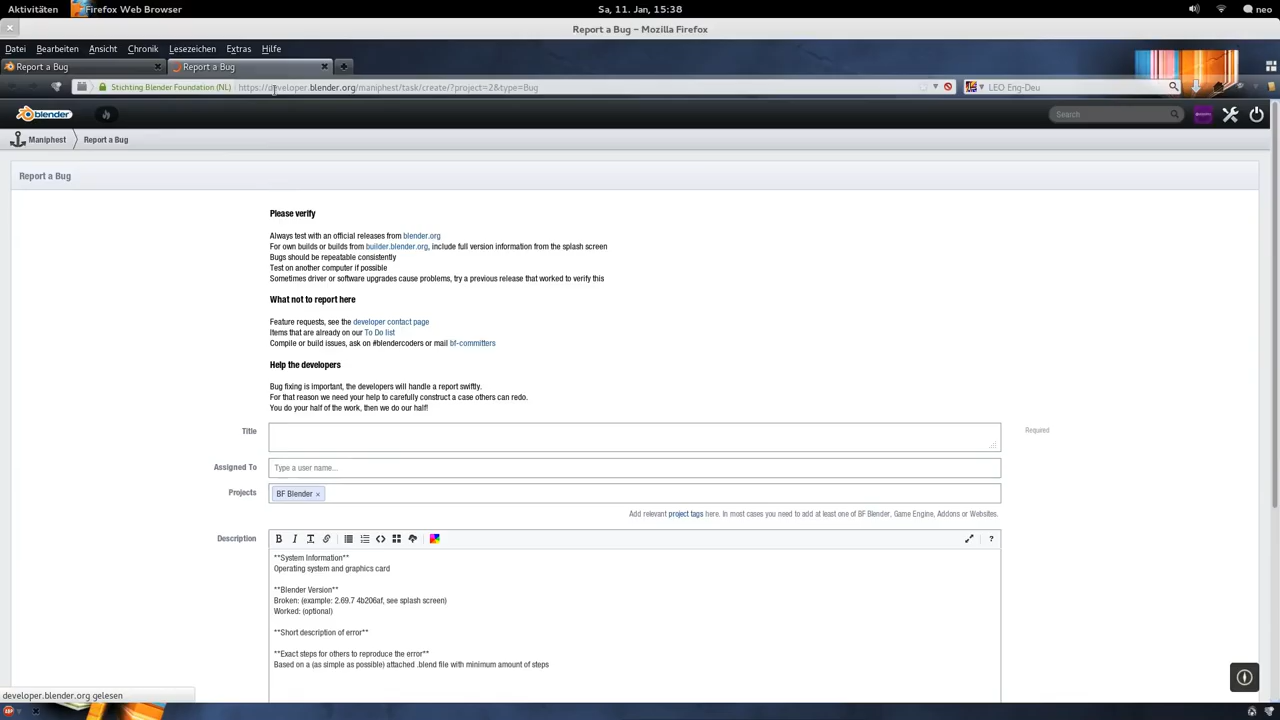 Aktivitäten Firefox Web Browser Sa, 11. Jan, 15:38 neo
Report a Bug – Mozilla Firefox
Datei Bearbeiten Ansicht Chronik Lesezeichen Extras Hilfe
Report a Bug Report a Bug
Stichting Blender Foundation (NL) https://developer.blender.org/maniphest/task/create/?project=2&type=Bug LEO Eng-Deu
blender Search
Maniphest Report a Bug
Report a Bug
Please verify
Always test with an official releases from blender.org
For own builds or builds from builder.blender.org, include full version information from the splash screen
Bugs should be repeatable consistently
Test on another computer if possible
Sometimes driver or software upgrades cause problems, try a previous release that worked to verify this
What not to report here
Feature requests, see the developer contact page
Items that are already on our To Do list
Compile or build issues, ask on #blendercoders or mail bf-committers
Help the developers
Bug fixing is important, the developers will handle a report swiftly.
For that reason we need your help to carefully construct a case others can redo.
You do your half of the work, then we do our half!
Title Required
Assigned To Type a user name...
Projects BF Blender ×
Add relevant project tags here. In most cases you need to add at least one of BF Blender, Game Engine, Addons or Websites.
Description B I T ?
**System Information**
Operating system and graphics card
**Blender Version**
Broken: (example: 2.69.7 4b206af, see splash screen)
Worked: (optional)
**Short description of error**
**Exact steps for others to reproduce the error**
Based on a (as simple as possible) attached .blend file with minimum amount of steps
developer.blender.org gelesen